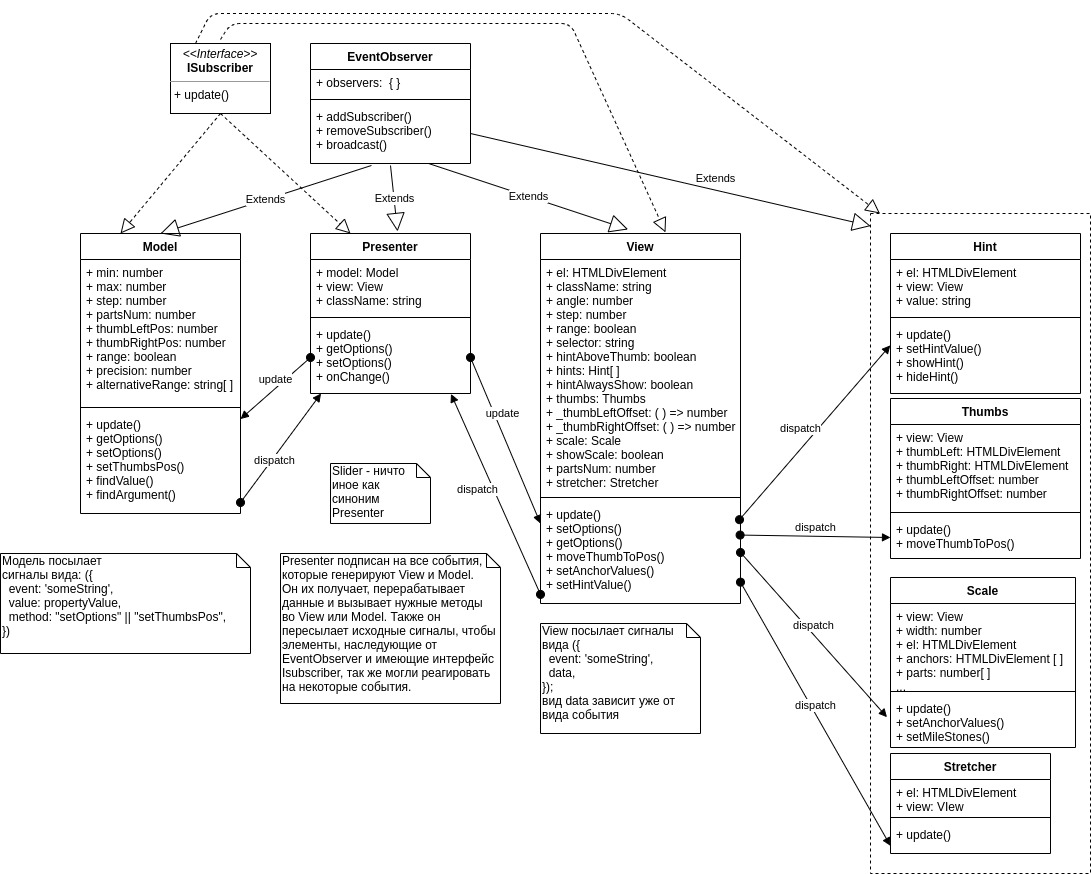 <<Interface>>
ISubscriber
+ update()
EventObserver
+ observers:  { }
+ addSubscriber()
+ removeSubscriber()
+ broadcast()
Extends
Extends
Extends
Extends
Model
+ min: number
+ max: number
+ step: number
+ partsNum: number
+ thumbLeftPos: number
+ thumbRightPos: number
+ range: boolean
+ precision: number
+ alternativeRange: string[ ]
+ update()
+ getOptions()
+ setOptions()
+ setThumbsPos()
+ findValue()
+ findArgument()
Presenter
+ model: Model
+ view: View
+ className: string
+ update()
+ getOptions()
+ setOptions()
+ onChange()
update
dispatch
update
dispatch
View
+ el: HTMLDivElement
+ className: string
+ angle: number
+ step: number
+ range: boolean
+ selector: string
+ hintAboveThumb: boolean
+ hints: Hint[ ]
+ hintAlwaysShow: boolean
+ thumbs: Thumbs
+ _thumbLeftOffset: ( ) => number
+ _thumbRightOffset: ( ) => number
+ scale: Scale
+ showScale: boolean
+ partsNum: number
+ stretcher: Stretcher
+ update()
+ setOptions()
+ getOptions()
+ moveThumbToPos()
+ setAnchorValues()
+ setHintValue()
dispatch
dispatch
dispatch
dispatch
Hint
+ el: HTMLDivElement
+ view: View
+ value: string
+ update()
+ setHintValue()
+ showHint()
+ hideHint()
Thumbs
+ view: View
+ thumbLeft: HTMLDivElement
+ thumbRight: HTMLDivElement
+ thumbLeftOffset: number
+ thumbRightOffset: number
+ update()
+ moveThumbToPos()
Scale
+ view: View
+ width: number
+ el: HTMLDivElement
+ anchors: HTMLDivElement [ ]
+ parts: number[ ]
...
+ update()
+ setAnchorValues()
+ setMileStones()
Stretcher
+ el: HTMLDivElement
+ view: VIew
+ update()
Slider - ничто
иное как
синоним
Presenter
Модель посылает
сигналы вида: ({
event: 'someString',
value: propertyValue,
method: "setOptions" || "setThumbsPos",
})
Presenter подписан на все события,
которые генерируют View и Model.
Он их получает, перерабатывает
данные и вызывает нужные методы
во View или Model. Также он
пересылает исходные сигналы, чтобы
элементы, наследующие от
EventObserver и имеющие интерфейс
Isubscriber, так же могли реагировать
на некоторые события.
View посылает сигналы
вида ({
event: 'someString',
data,
});
вид data зависит уже от
вида события